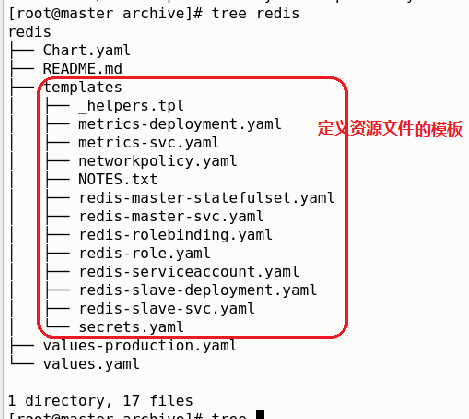 [root@master archive]# tree redis
redis
├── Chart.yaml
├── README.md
├── templates
│   ├── _helpers.tpl
│   ├── metrics-deployment.yaml
│   ├── metrics-svc.yaml
│   ├── networkpolicy.yaml
│   ├── NOTES.txt
│   ├── redis-master-statefulset.yaml
│   ├── redis-master-svc.yaml
│   ├── redis-rolebinding.yaml
│   ├── redis-role.yaml
│   ├── redis-serviceaccount.yaml
│   ├── redis-slave-deployment.yaml
│   ├── redis-slave-svc.yaml
│   └── secrets.yaml
├── values-production.yaml
└── values.yaml
定义资源文件的模板
1 directory, 17 files
[root@master archive]# tree